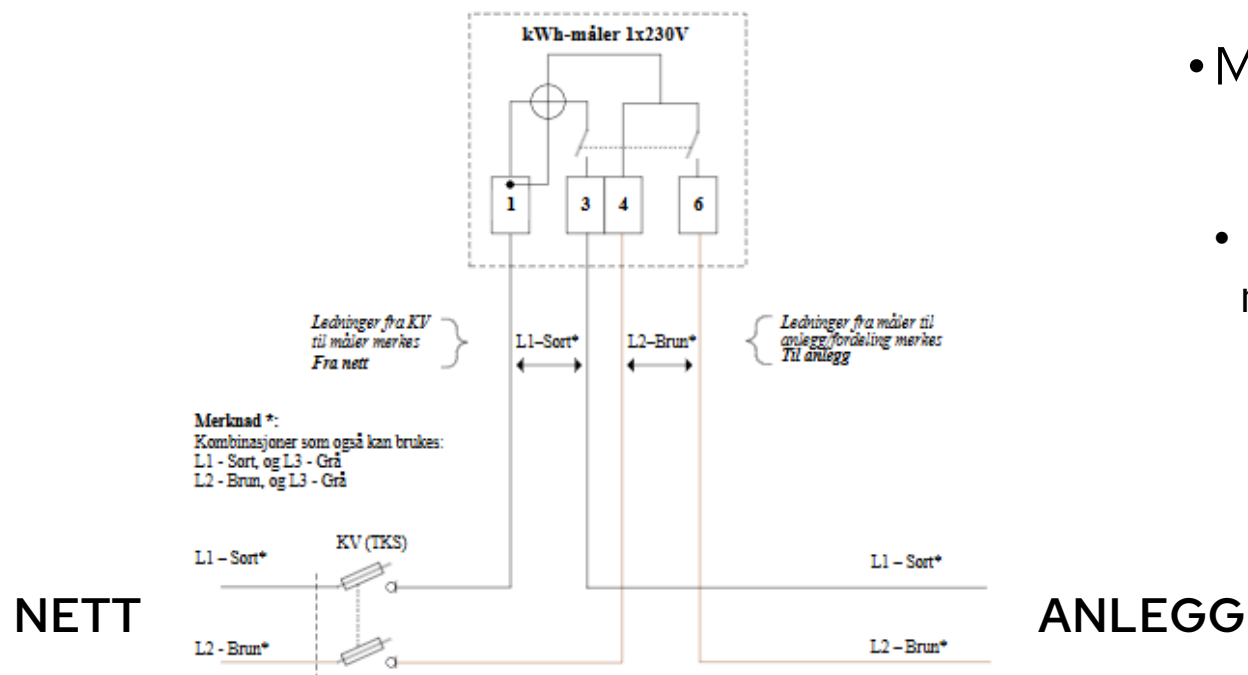 kWh-måler 1x230V
• M
1
3
4
6
•
Ledninger fra KV
til måler merkes
Fra nett
L1–Sort*
L2–Brun*
Ledninger fra måler til
anlegg/fordeling merkes
Til anlegg
Merknad *:
Kombinasjoner som også kan brukes:
L1 - Sort, og L3 - Grå
L2 - Brun, og L3 - Grå
KV (TKS)
L1 – Sort*
L1 – Sort*
NETT
ANLEGG
L2 - Brun*
L2 – Brun*